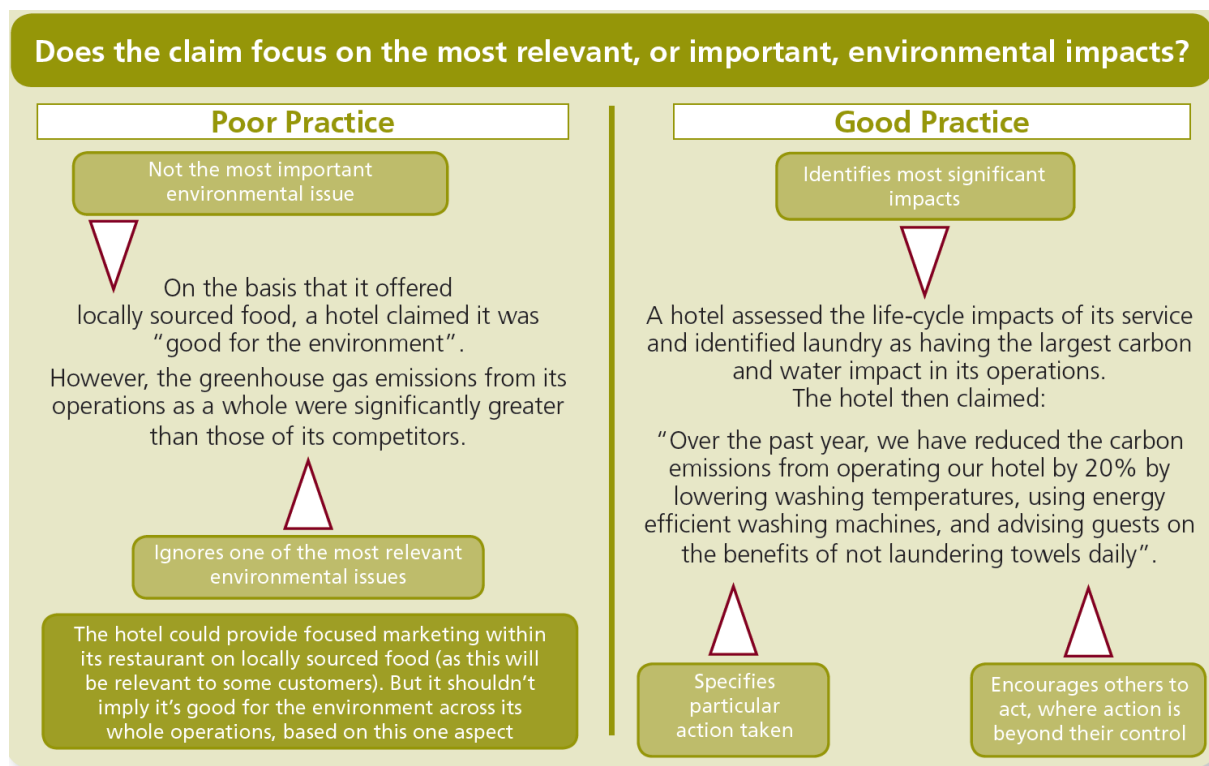 Does the claim focus on the most relevant, or important, environmental impacts?
Poor Practice
Not the most important
environmental issue
On the basis that it offered
locally sourced food, a hotel claimed it was
“good for the environment”.
However, the greenhouse gas emissions from its
operations as a whole were significantly greater
than those of its competitors.
Ignores one of the most relevant
environmental issues
The hotel could provide focused marketing within
its restaurant on locally sourced food (as this will
be relevant to some customers). But it shouldn‘t
imply it‘s good for the environment across its
whole operations, based on this one aspect
Good Practice
Identifies most significant
impacts
A hotel assessed the life-cycle impacts of its service
and identified laundry as having the largest carbon
and water impact in its operations.
The hotel then claimed:
“Over the past year, we have reduced the carbon
emissions from operating our hotel by 20% by
lowering washing temperatures, using energy
efficient washing machines, and advising guests on
the benefits of not laundering towels daily”.
Specifies
particular
action taken
Encourages others to
act, where action is
beyond their control